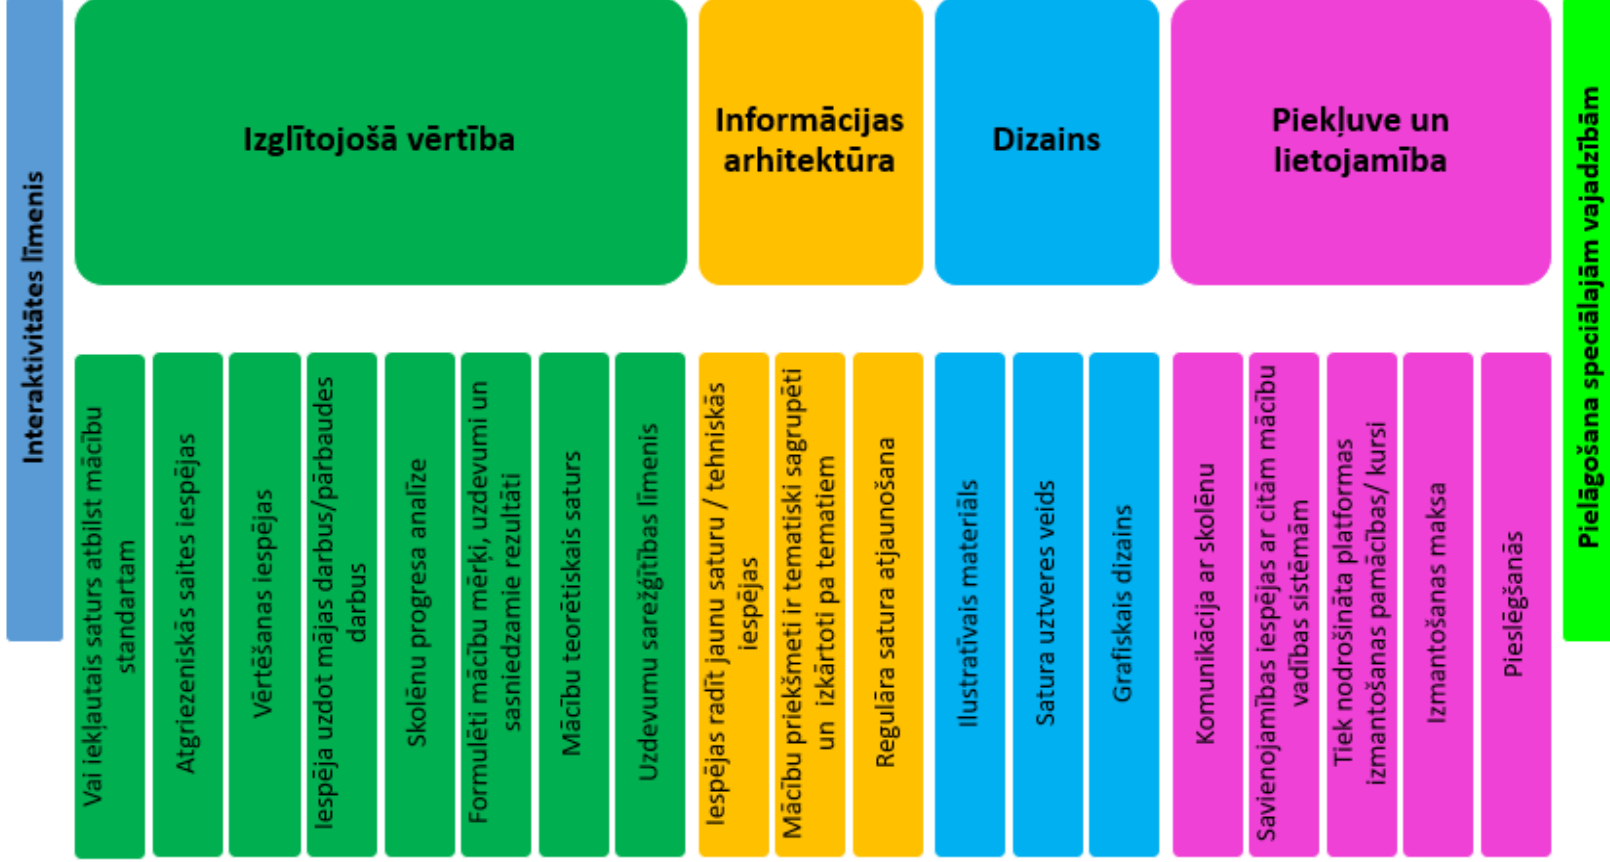 Interaktivitātes līmenis
Izglītojošā vērtība
Informācijas
arhitektūra
Dizains
Piekļuve un
lietojamība
Pielāgošana speciālajām vajadzībām
Vai iekļautais saturs atbilst mācību
standartam
Atgriezeniskās saites iespējas
Vērtēšanas iespējas
Iespēja uzdot mājas darbus/pārbaudes
darbus
Skolēnu progresa analīze
Formulēti mācību mērķi, uzdevumi un
sasniedzamie rezultāti
Mācību teorētiskais saturs
Uzdevumu sarežģītības līmenis
Iespējas radīt jaunu saturu / tehniskās
iespējas
Mācību priekšmeti ir tematiski sagrupēti
un izkārtoti pa tematiem
Regulāra satura atjaunošana
Ilustratīvais materiāls
Satura uztveres veids
Grafiskais dizains
Komunikācija ar skolēnu
Savienojamības iespējas ar citām mācību
vadības sistēmām
Tiek nodrošināta platformas
izmantošanas pamācības/ kursi
Izmantošanas maksa
Pieslēgšanās